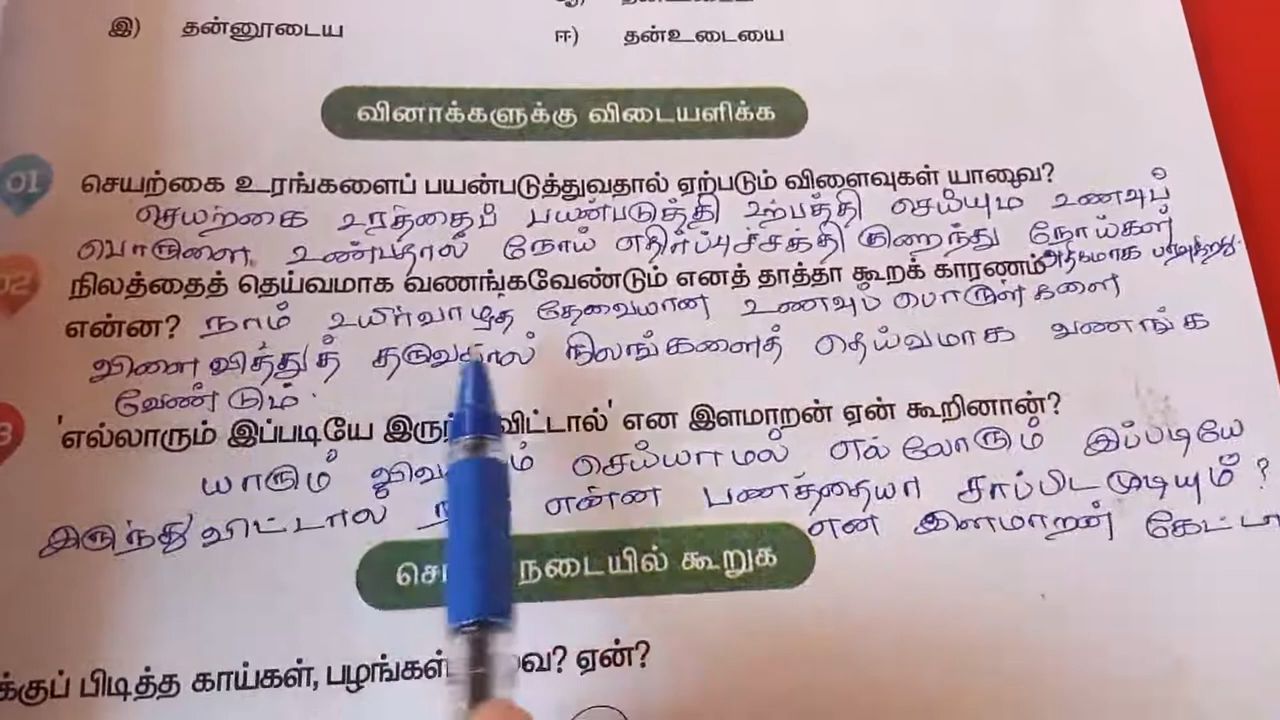 இ) தன்னூடைய
ஈ) தன்உடையை
வினாக்களுக்கு விடையளிக்க
01 செயற்கை உரங்களைப் பயன்படுத்துவதால் ஏற்படும் விளைவுகள் யாவை?
செயற்கை உரத்தைப் பயன்படுத்தி உற்பத்தி செய்யும் உணவுப்
பொருளை உண்பதால் நோய் எதிர்ப்புச்சக்தி குறைந்து நோய்கள்
அதிகமாக பரவுகிறது.
02 நிலத்தைத் தெய்வமாக வணங்கவேண்டும் எனத் தாத்தா கூறக் காரணம்
என்ன? நாம் உயிர்வாழத் தேவையான உணவுப் பொருள்களை
விளைவித்துத் தருவதால் நிலங்களைத் தெய்வமாக வணங்க
வேண்டும்.
3 'எல்லாரும் இப்படியே இருந்துவிட்டால்' என இளமாறன் ஏன் கூறினான்?
யாரும் செய்யாமல் எல்லோரும் இப்படியே
இருந்துவிட்டால் என்ன பணத்தையா சாப்பிட முடியும்?
என இளமாறன் கேட்டா
நடையில் கூறுக
க்குப் பிடித்த காய்கள், பழங்கள் ஏன்?